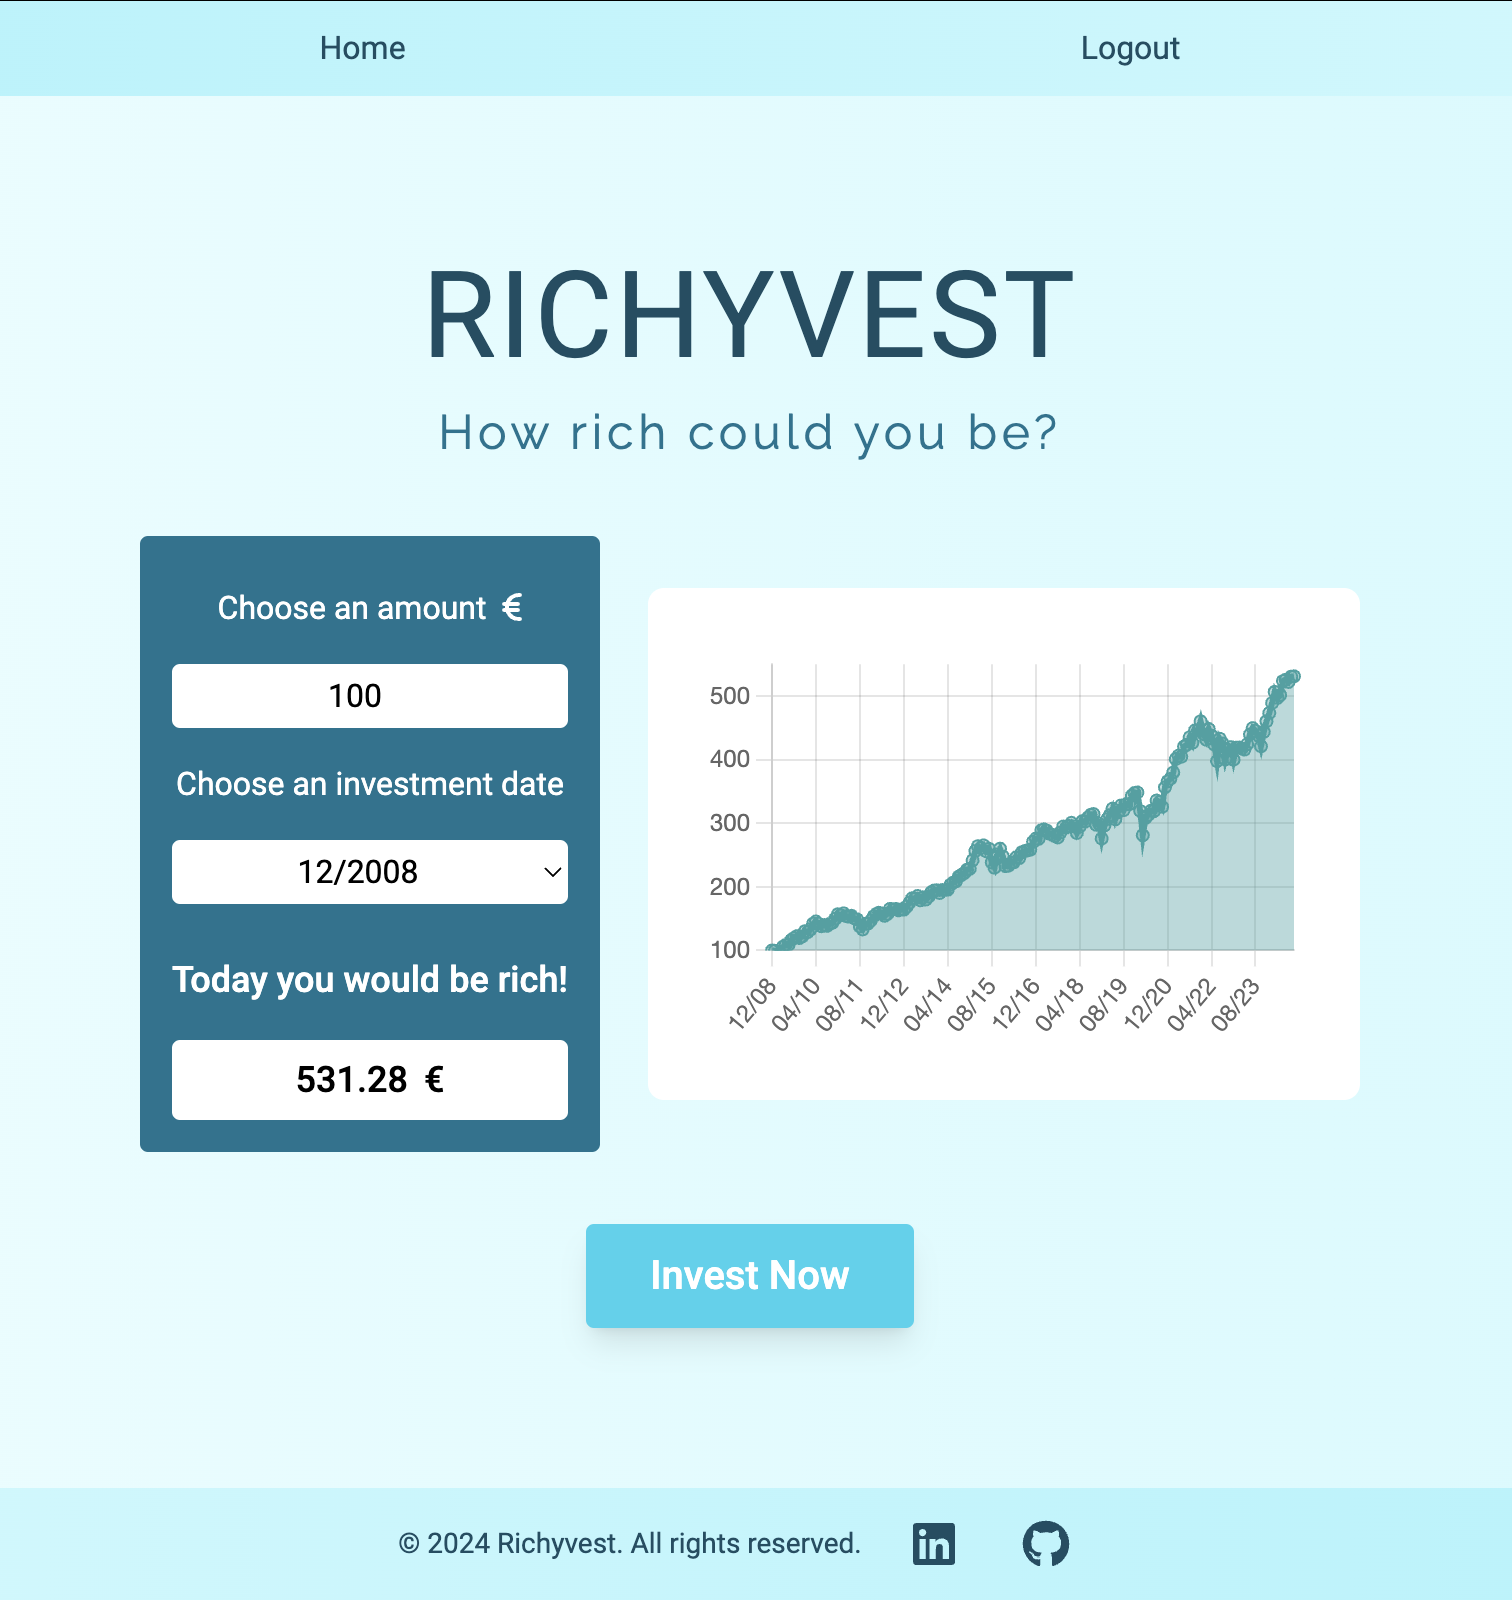 Home Logout
RICHYVEST
How rich could you be?
Choose an amount €
100
Choose an investment date
12/2008
Today you would be rich!
531.28 €
500
400
300
200
100
12/08 04/10 08/11 12/12 04/14 08/15 12/16 04/18 08/19 12/20 04/22 08/23
Invest Now
© 2024 Richyvest. All rights reserved. in